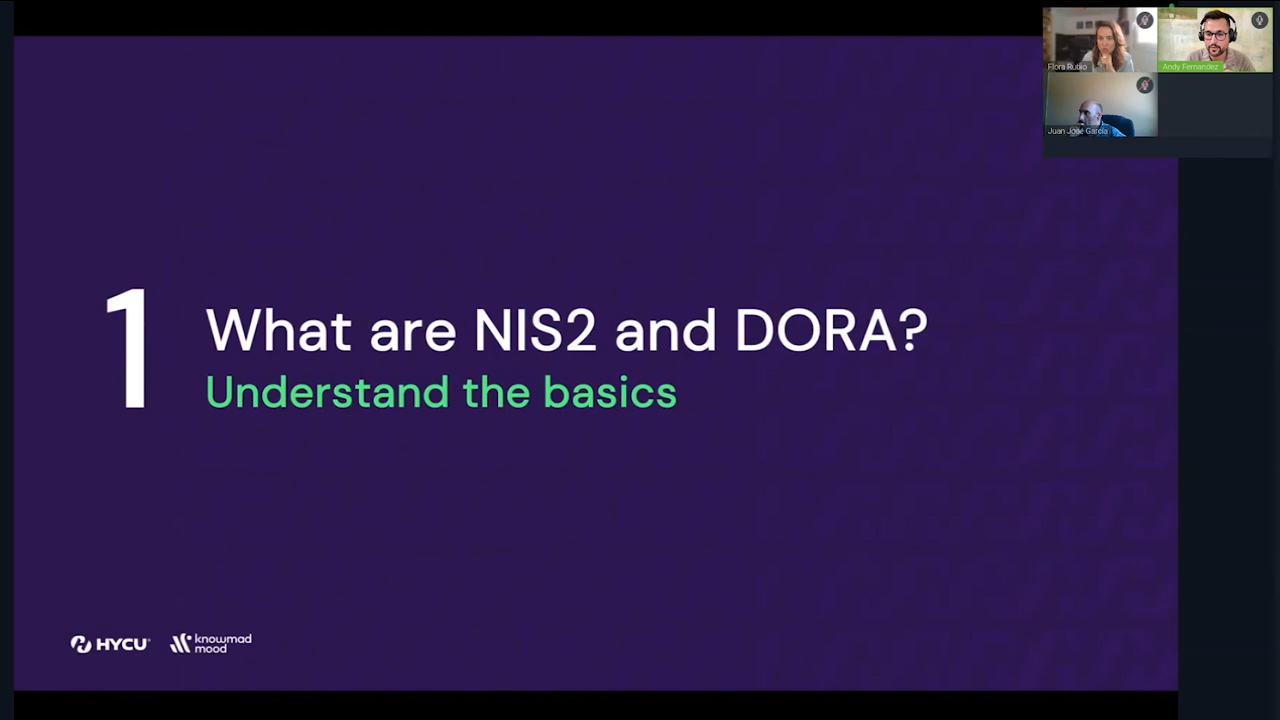 Flora Rubio
Andy Fernandez
Juan José García
1
What are NIS2 and DORA?
Understand the basics
HYCU
knowmad
mood